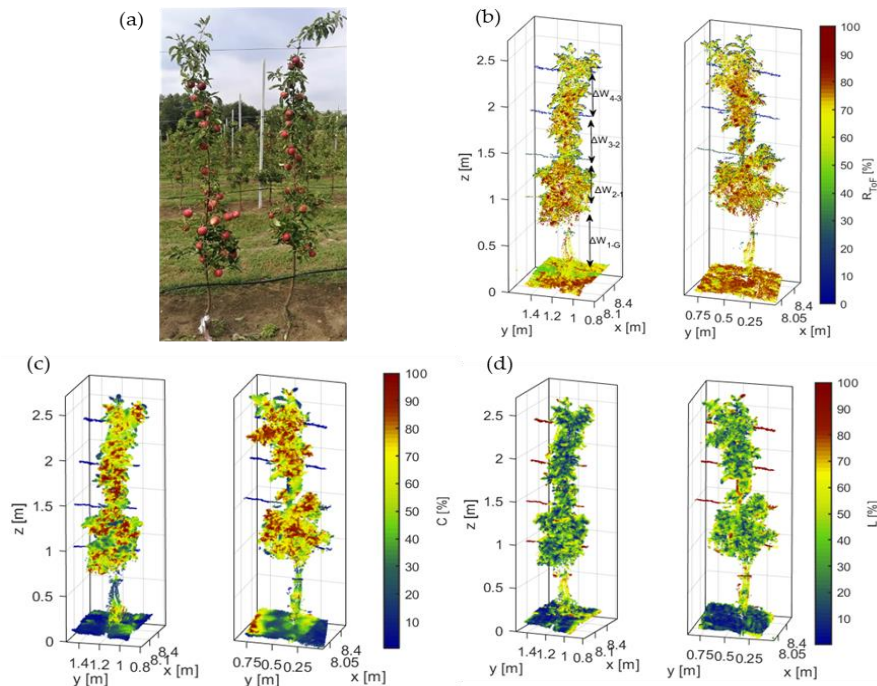 (a)
(b)
2.5
2
1.5
1
0.5
0
z [m]
ΔW4-3
ΔW3-2
ΔW2-1
ΔW1-G
1.4 1.2 1 0.8
y [m]
8.4
8.1
x [m]
0.75 0.5 0.25
y [m]
8.4
8.05
x [m]
100
90
80
70
60
50
40
30
20
10
0
RToF [%]
(c)
2.5
2
1.5
1
0.5
0
z [m]
1.41.2 1 0.8
y [m]
8.4
8.1
x [m]
0.75 0.25
y [m]
8.4
8.05
x [m]
100
90
80
70
60
50
40
30
20
10
C [%]
(d)
2.5
2
1.5
1
0.5
0
z [m]
1.41.2 1 0.8
y [m]
8.4
8.1
x [m]
0.75 0.5 0.25
y [m]
8.4
8.05
x [m]
100
90
80
70
60
50
40
30
20
10
L [%]